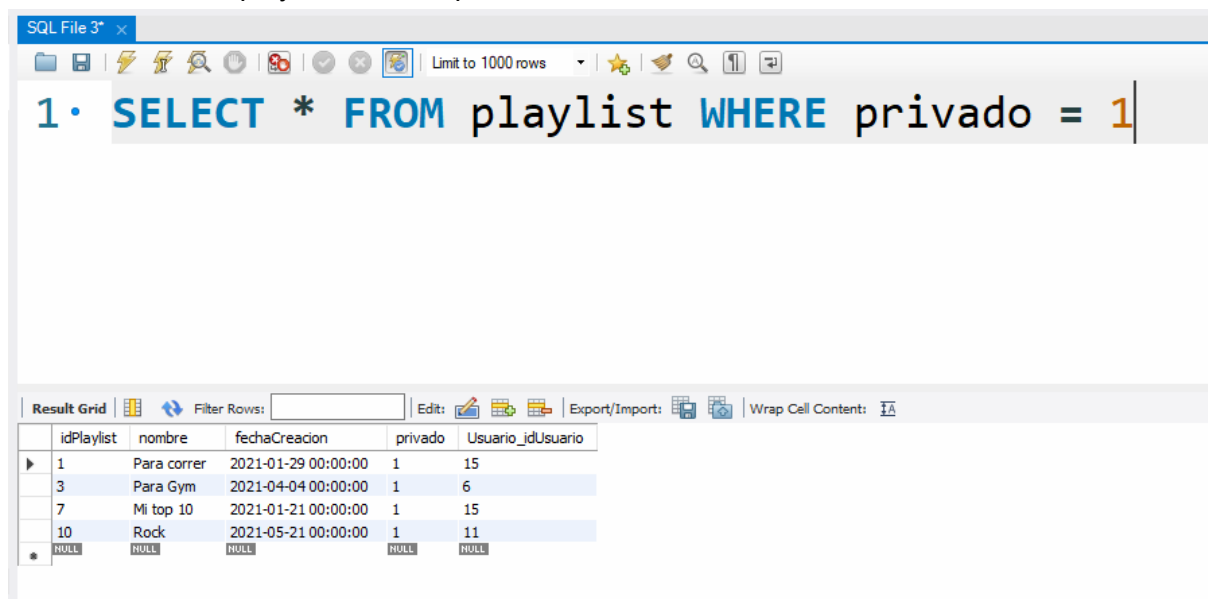 SQL File 3*
Limit to 1000 rows
1 SELECT * FROM playlist WHERE privado = 1
Result Grid Filter Rows: Edit: Export/Import: Wrap Cell Content:
idPlaylist nombre fechaCreacion privado Usuario_idUsuario
1 Para correr 2021-01-29 00:00:00 1 15
3 Para Gym 2021-04-04 00:00:00 1 6
7 Mi top 10 2021-01-21 00:00:00 1 15
10 Rock 2021-05-21 00:00:00 1 11
NULL NULL NULL NULL NULL